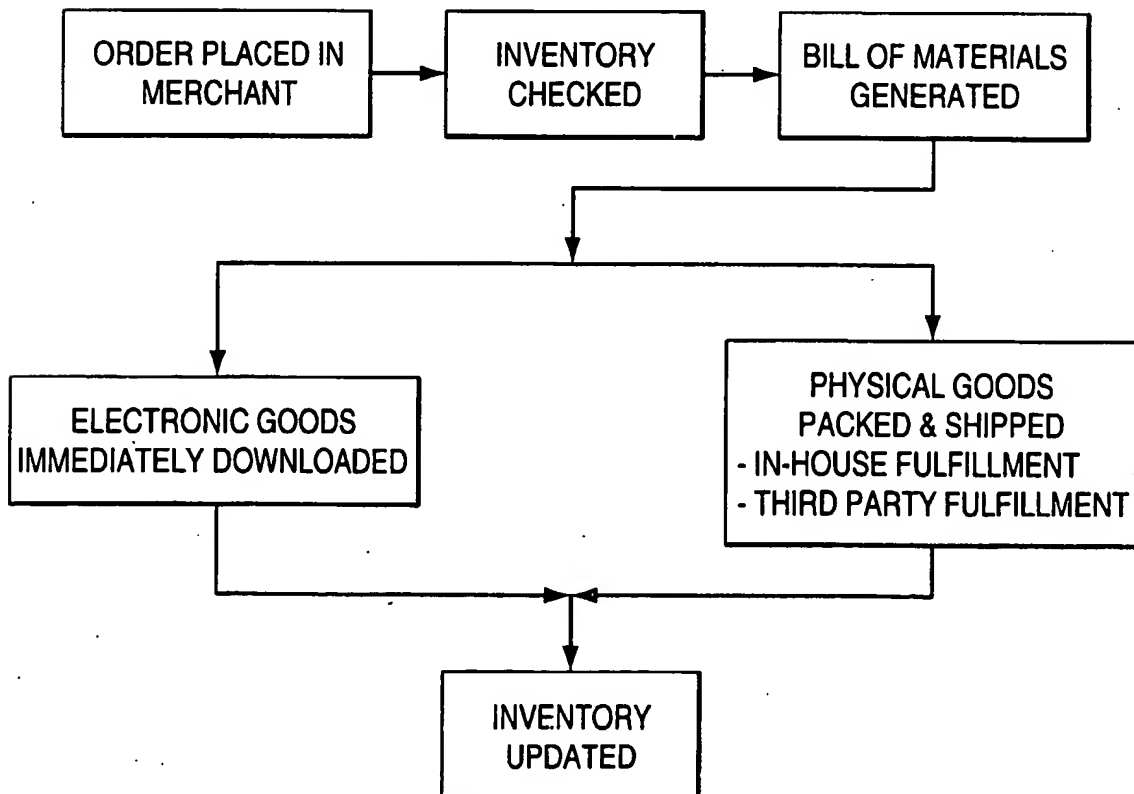 ORDER PLACED IN
MERCHANT
INVENTORY
CHECKED
BILL OF MATERIALS
GENERATED
ELECTRONIC GOODS
IMMEDIATELY DOWNLOADED
PHYSICAL GOODS
PACKED & SHIPPED
- IN-HOUSE FULFILLMENT
- THIRD PARTY FULFILLMENT
INVENTORY
UPDATED